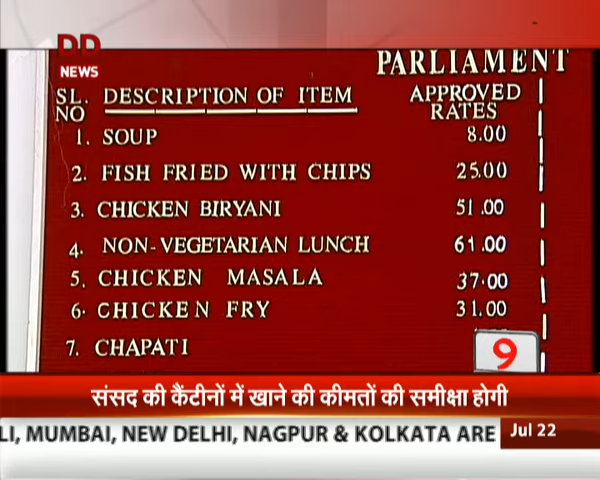 DD
NEWS
PARLIAMENT
SL. NO DESCRIPTION OF ITEM APPROVED RATES
1. SOUP 8.00
2. FISH FRIED WITH CHIPS 25.00
3. CHICKEN BIRYANI 51.00
4. NON-VEGETARIAN LUNCH 61.00
5. CHICKEN MASALA 37.00
6. CHICKEN FRY 31.00
7. CHAPATI
9
संसद की कैंटीनों में खाने की कीमतों की समीक्षा होगी
LI, MUMBAI, NEW DELHI, NAGPUR & KOLKATA ARE Jul 22